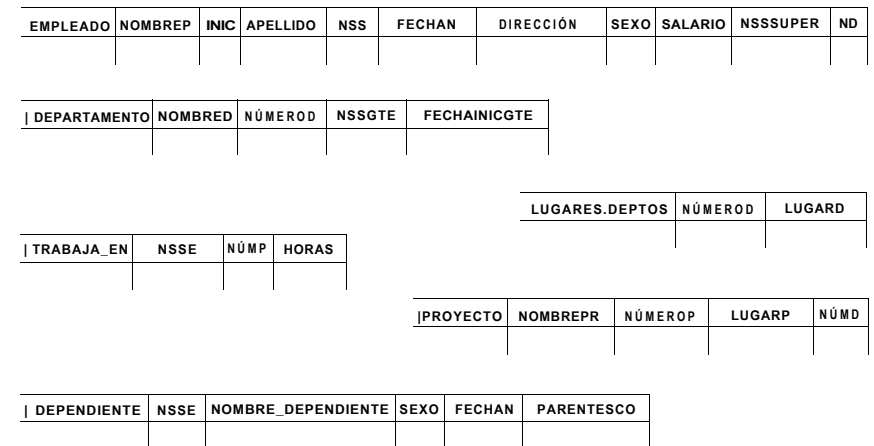 EMPLEADO NOMBREP INIC APELLIDO NSS FECHAN DIRECCIÓN SEXO SALARIO NSSSUPER ND
| DEPARTAMENTO NOMBRED NÚMEROD NSSGTE FECHAINICGTE
LUGARES.DEPTOS NÚMEROD LUGARD
| TRABAJA_EN NSSE NÚMP HORAS
|PROYECTO NOMBREPR NÚMEROP LUGARP NÚMD
| DEPENDIENTE NSSE NOMBRE_DEPENDIENTE SEXO FECHAN PARENTESCO